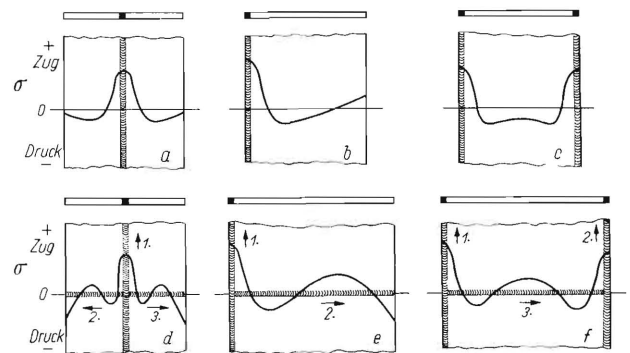 +
Zug
σ
0
Druck
−
a
b
c
+
Zug
σ
0
Druck
−
1.
2.
3.
d
1.
2.
e
1.
2.
3.
f